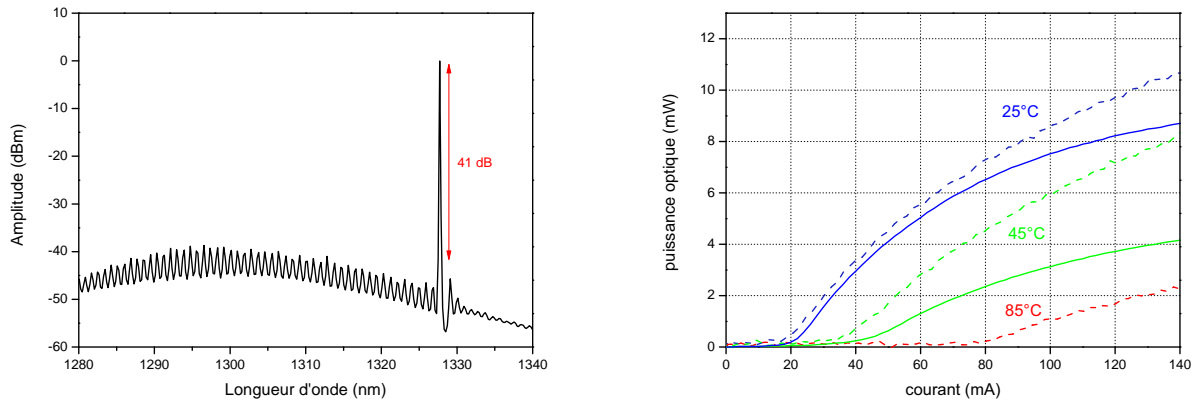 10
0
-10
-20
-30
-40
-50
-60
1280 1290 1300 1310 1320 1330 1340
Amplitude (dBm)
Longueur d'onde (nm)
41 dB
12
10
8
6
4
2
0
0 20 40 60 80 100 120 140
puissance optique (mW)
courant (mA)
25°C
45°C
85°C